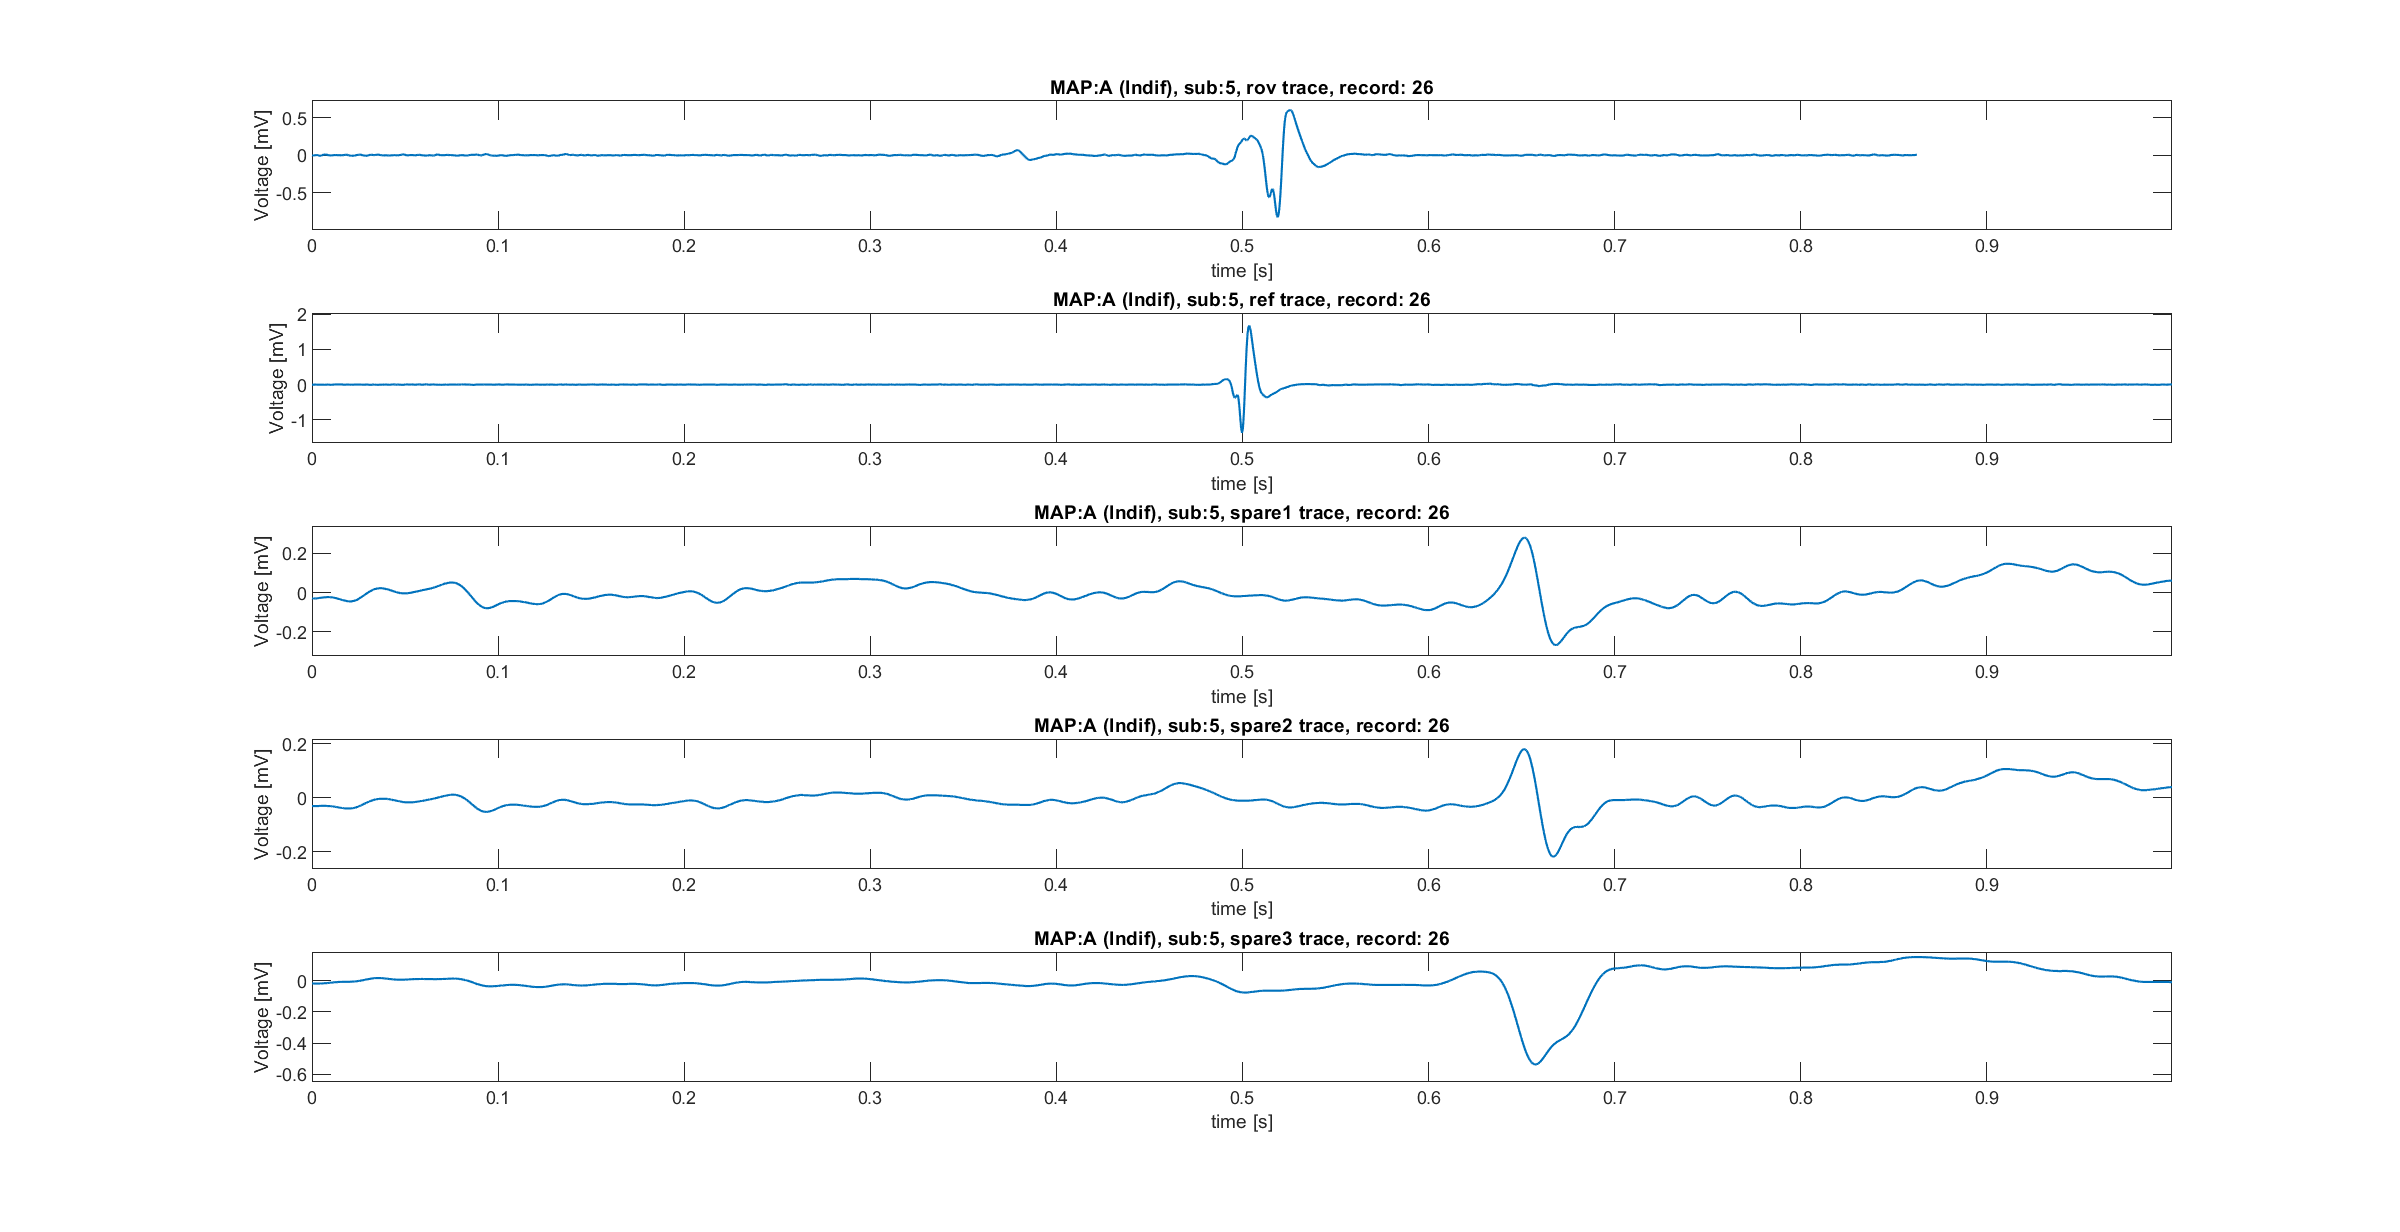 MAP:A (Indif), sub:5, rov trace, record: 26
Voltage [mV]
0.5
0
-0.5
0 0.1 0.2 0.3 0.4 0.5 0.6 0.7 0.8 0.9
time [s]
MAP:A (Indif), sub:5, ref trace, record: 26
Voltage [mV]
2
1
0
-1
0 0.1 0.2 0.3 0.4 0.5 0.6 0.7 0.8 0.9
time [s]
MAP:A (Indif), sub:5, spare1 trace, record: 26
Voltage [mV]
0.2
0
-0.2
0 0.1 0.2 0.3 0.4 0.5 0.6 0.7 0.8 0.9
time [s]
MAP:A (Indif), sub:5, spare2 trace, record: 26
Voltage [mV]
0.2
0
-0.2
0 0.1 0.2 0.3 0.4 0.5 0.6 0.7 0.8 0.9
time [s]
MAP:A (Indif), sub:5, spare3 trace, record: 26
Voltage [mV]
0
-0.2
-0.4
-0.6
0 0.1 0.2 0.3 0.4 0.5 0.6 0.7 0.8 0.9
time [s]